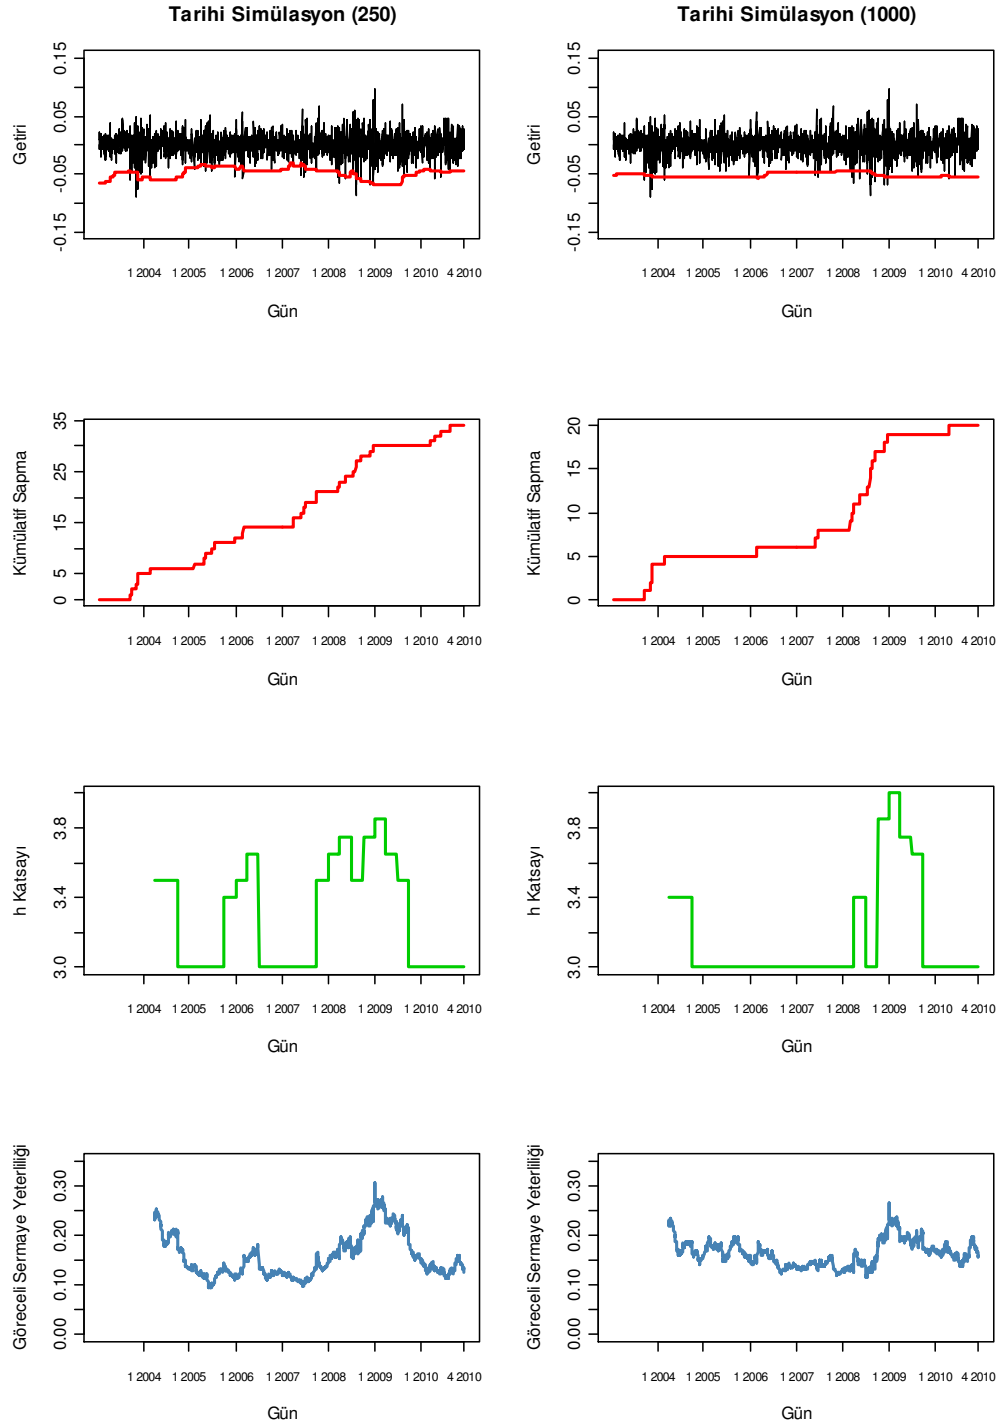 Tarihi Simülasyon (250)
Tarihi Simülasyon (1000)
Getiri
0.15
0.05
-0.05
-0.15
1 2004 1 2005 1 2006 1 2007 1 2008 1 2009 1 2010 4 2010
Gün
Getiri
0.15
0.05
-0.05
-0.15
1 2004 1 2005 1 2006 1 2007 1 2008 1 2009 1 2010 4 2010
Gün
Kümülatif Sapma
35
25
15
5
0
1 2004 1 2005 1 2006 1 2007 1 2008 1 2009 1 2010 4 2010
Gün
Kümülatif Sapma
20
15
10
5
0
1 2004 1 2005 1 2006 1 2007 1 2008 1 2009 1 2010 4 2010
Gün
h Katsayı
3.8
3.4
3.0
1 2004 1 2005 1 2006 1 2007 1 2008 1 2009 1 2010 4 2010
Gün
h Katsayı
3.8
3.4
3.0
1 2004 1 2005 1 2006 1 2007 1 2008 1 2009 1 2010 4 2010
Gün
Göreceli Sermaye Yeterliliği
0.30
0.20
0.10
0.00
1 2004 1 2005 1 2006 1 2007 1 2008 1 2009 1 2010 4 2010
Gün
Göreceli Sermaye Yeterliliği
0.30
0.20
0.10
0.00
1 2004 1 2005 1 2006 1 2007 1 2008 1 2009 1 2010 4 2010
Gün